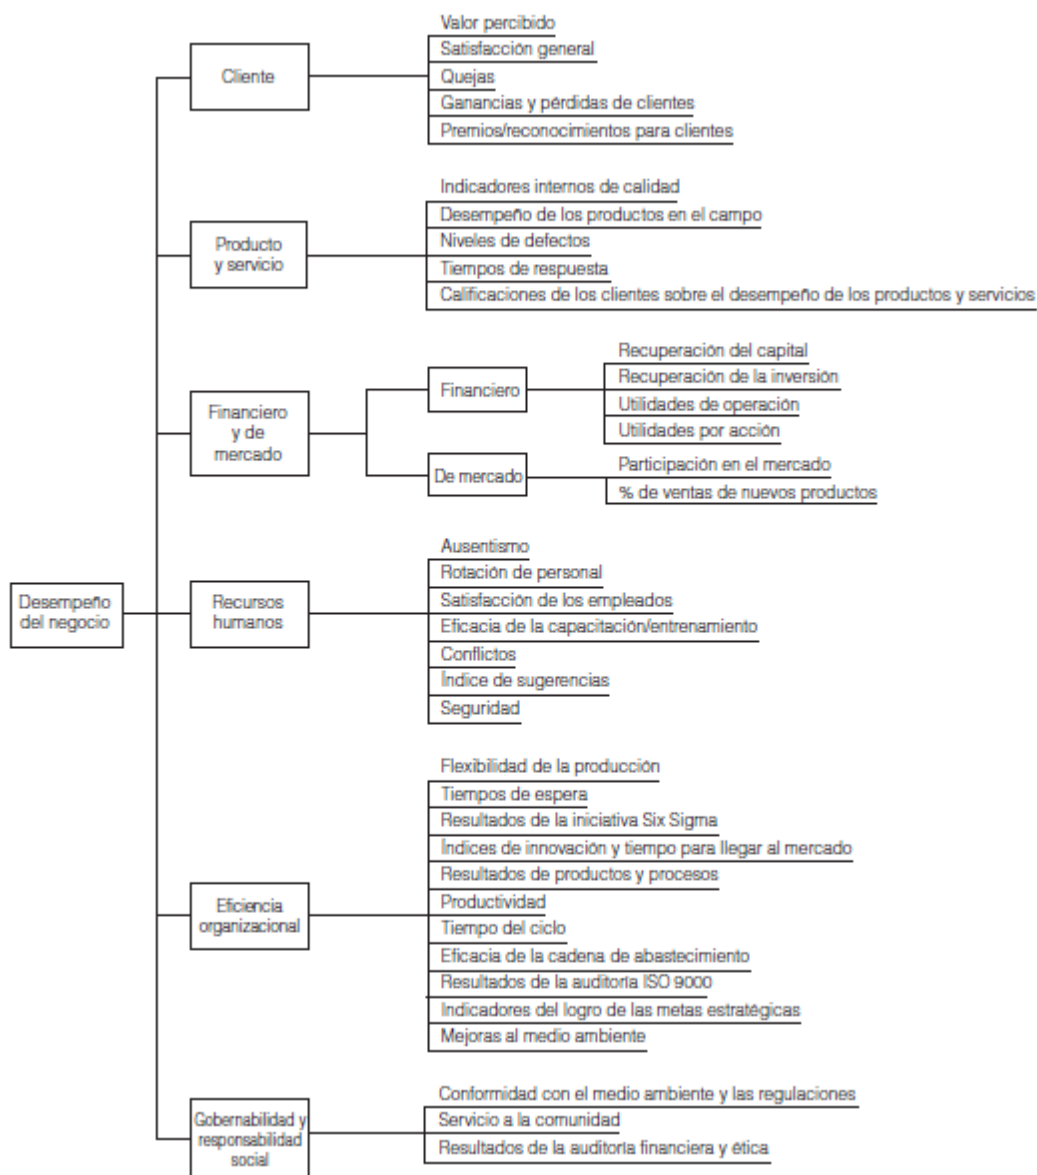 Valor percibido
Satisfacción general
Cliente
Quejas
Ganancias y pérdidas de clientes
Premios/reconocimientos para clientes
Indicadores internos de calidad
Desempeño de los productos en el campo
Producto
y servicio
Niveles de defectos
Tiempos de respuesta
Calificaciones de los clientes sobre el desempeño de los productos y servicios
Financiero
y de
mercado
Financiero
Recuperación del capital
Recuperación de la inversión
Utilidades de operación
Utilidades por acción
De mercado
Participación en el mercado
% de ventas de nuevos productos
Desempeño
del negocio
Recursos
humanos
Ausentismo
Rotación de personal
Satisfacción de los empleados
Eficacia de la capacitación/entrenamiento
Conflictos
Índice de sugerencias
Seguridad
Eficiencia
organizacional
Flexibilidad de la producción
Tiempos de espera
Resultados de la iniciativa Six Sigma
Índices de innovación y tiempo para llegar al mercado
Resultados de productos y procesos
Productividad
Tiempo del ciclo
Eficacia de la cadena de abastecimiento
Resultados de la auditoría ISO 9000
Indicadores del logro de las metas estratégicas
Mejoras al medio ambiente
Gobernabilidad y
responsabilidad
social
Conformidad con el medio ambiente y las regulaciones
Servicio a la comunidad
Resultados de la auditoría financiera y ética